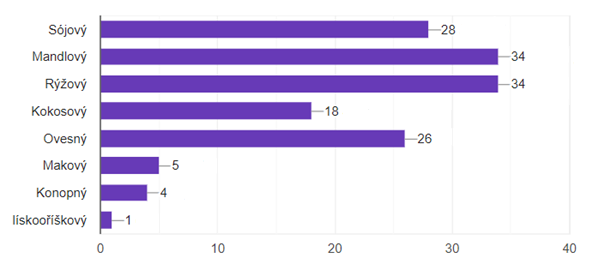 Sójový 28
Mandlový 34
Rýžový 34
Kokosový 18
Ovesný 26
Makový 5
Konopný 4
lískooříškový 1
0 10 20 30 40